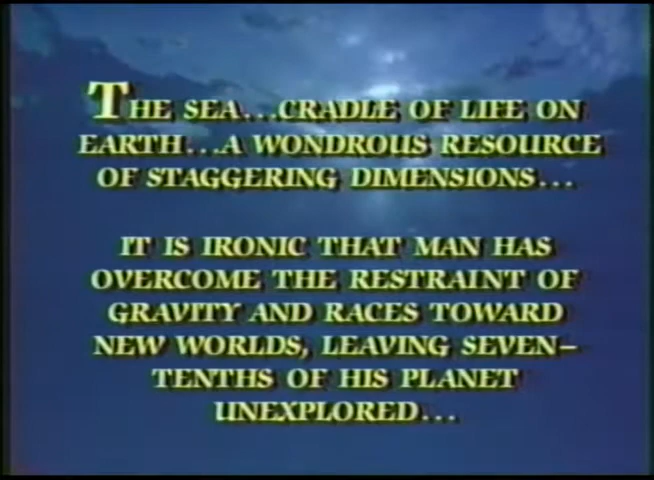 THE SEA...CRADLE OF LIFE ON
EARTH...A WONDROUS RESOURCE
OF STAGGERING DIMENSIONS...
IT IS IRONIC THAT MAN HAS
OVERCOME THE RESTRAINT OF
GRAVITY AND RACES TOWARD
NEW WORLDS, LEAVING SEVEN-
TENTHS OF HIS PLANET
UNEXPLORED...